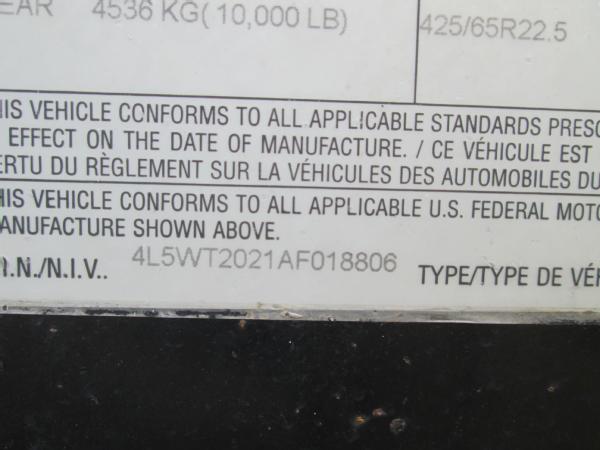 EAR 4536 KG( 10,000 LB) 425/65R22.5
HIS VEHICLE CONFORMS TO ALL APPLICABLE STANDARDS PRESC
EFFECT ON THE DATE OF MANUFACTURE. / CE VÉHICULE EST
ERTU DU RÈGLEMENT SUR LA VÉHICULES DES AUTOMOBILES DU
HIS VEHICLE CONFORMS TO ALL APPLICABLE U.S. FEDERAL MOTO
ANUFACTURE SHOWN ABOVE.
.I.N./N.I.V.. 4L5WT2021AF018806 TYPE/TYPE DE VÉH